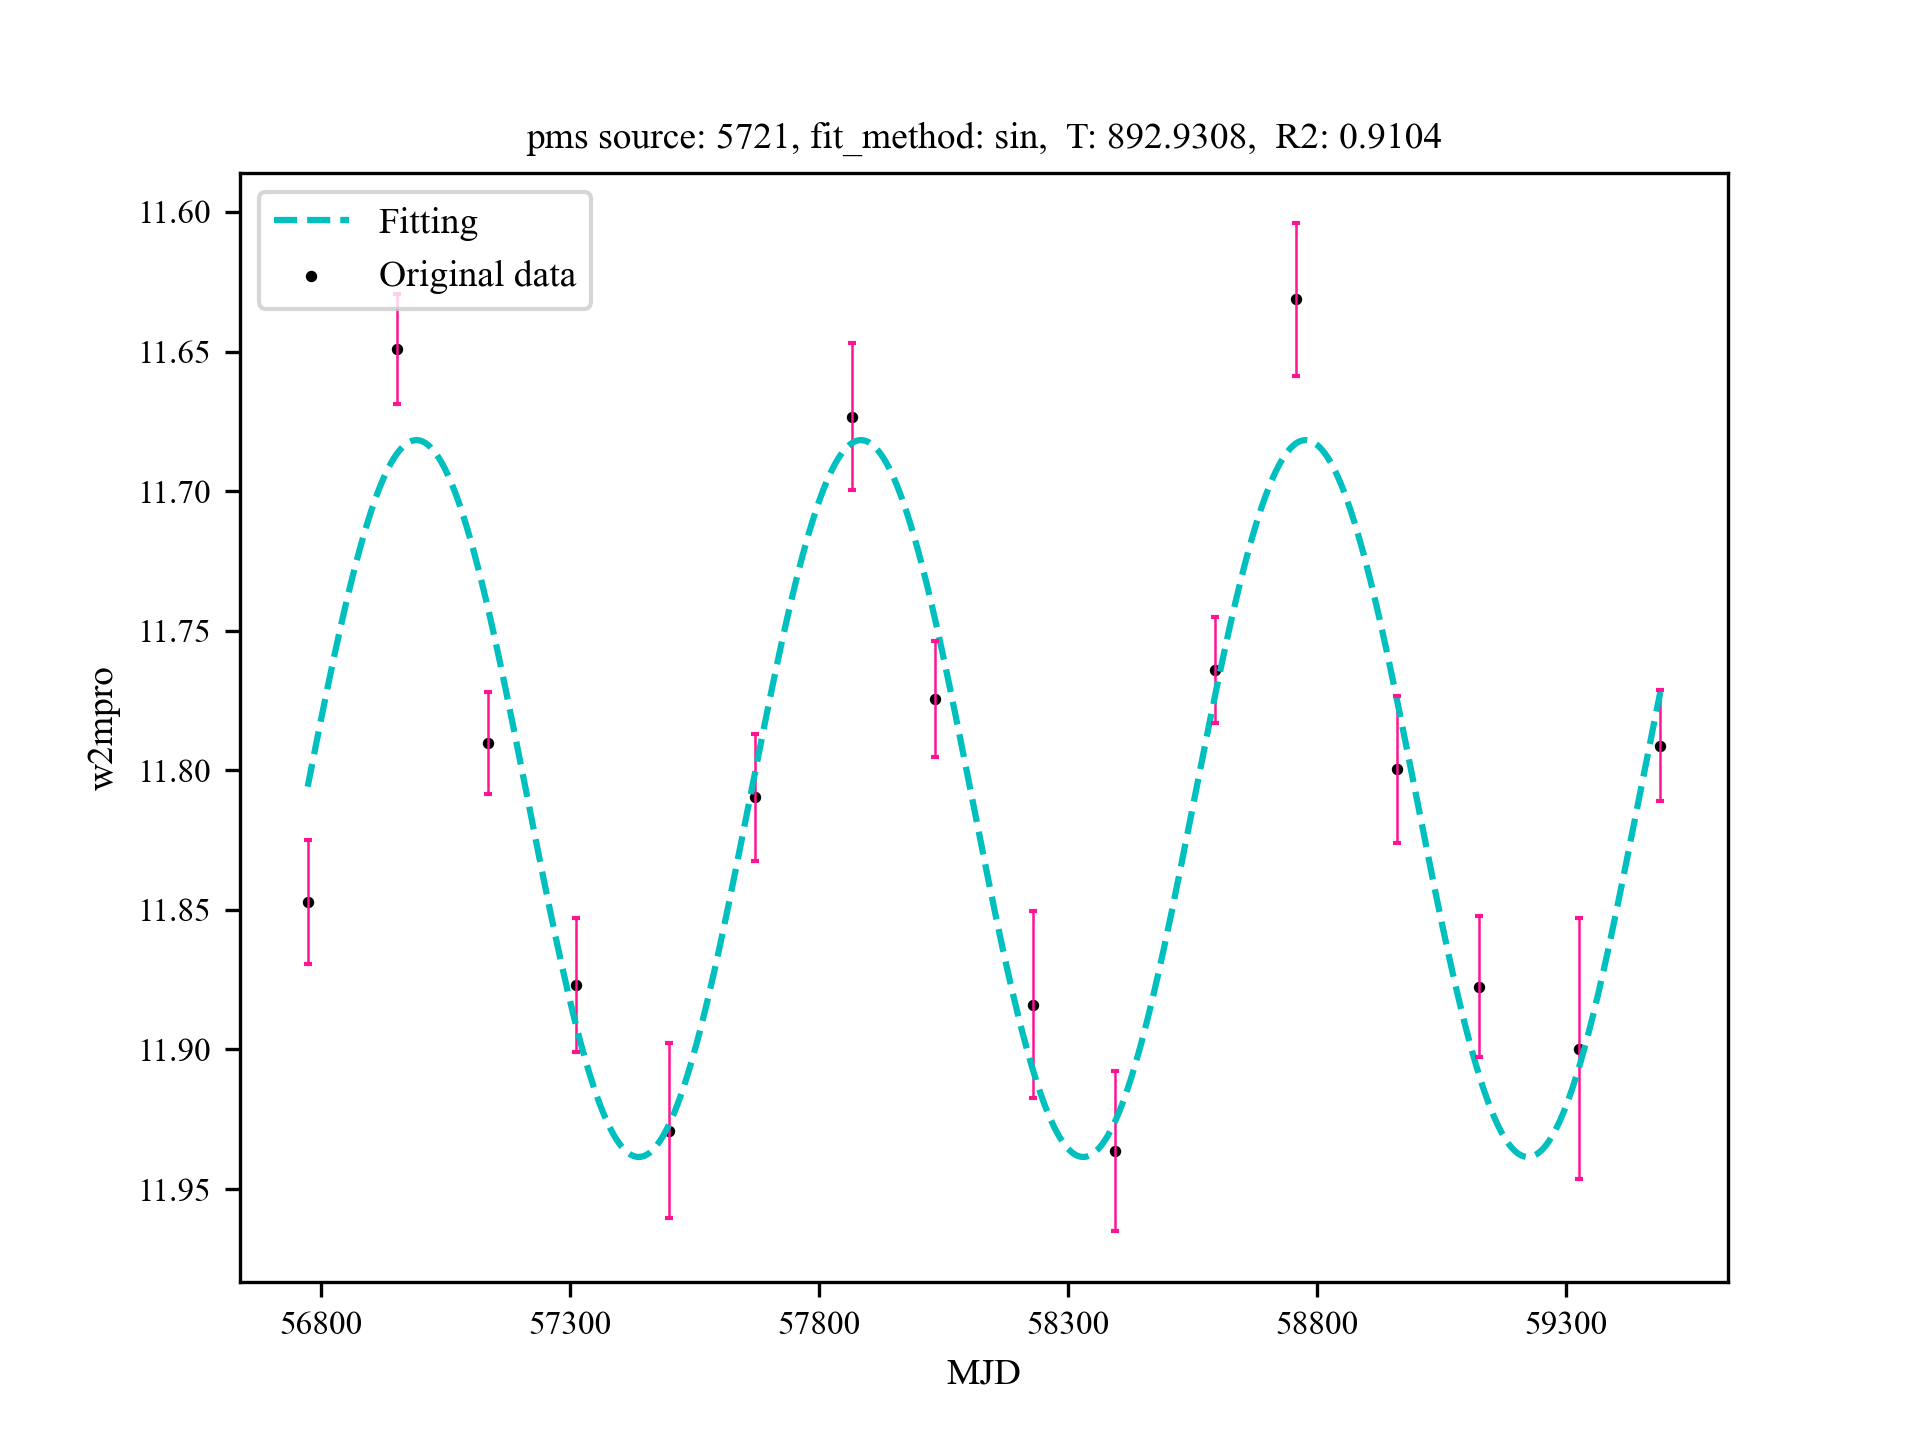 pms source: 5721, fit_method: sin,  T: 892.9308,  R2: 0.9104
Fitting
Original data
11.60
11.65
11.70
11.75
11.80
11.85
11.90
11.95
w2mpro
56800 57300 57800 58300 58800 59300
MJD